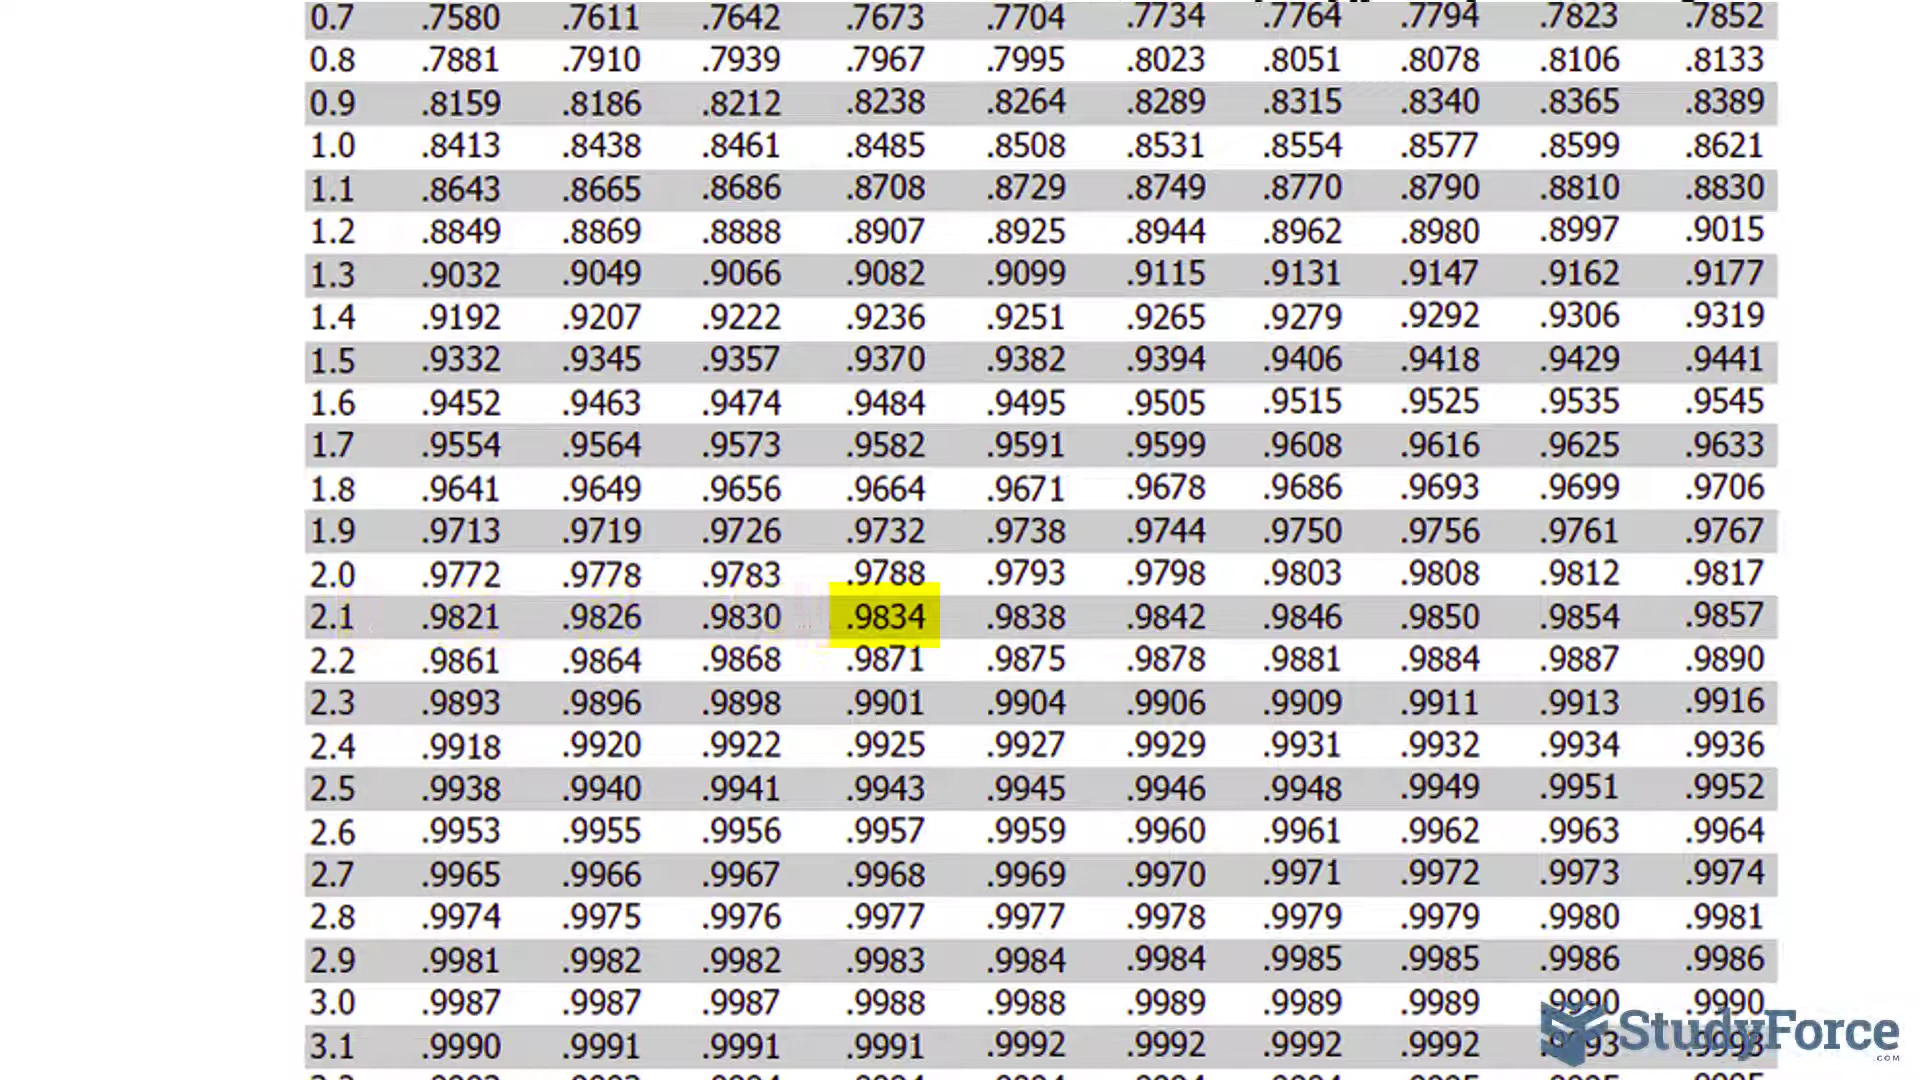 0.7 .7580 .7611 .7642 .7673 .7704 .7734 .7764 .7794 .7823 .7852
0.8 .7881 .7910 .7939 .7967 .7995 .8023 .8051 .8078 .8106 .8133
0.9 .8159 .8186 .8212 .8238 .8264 .8289 .8315 .8340 .8365 .8389
1.0 .8413 .8438 .8461 .8485 .8508 .8531 .8554 .8577 .8599 .8621
1.1 .8643 .8665 .8686 .8708 .8729 .8749 .8770 .8790 .8810 .8830
1.2 .8849 .8869 .8888 .8907 .8925 .8944 .8962 .8980 .8997 .9015
1.3 .9032 .9049 .9066 .9082 .9099 .9115 .9131 .9147 .9162 .9177
1.4 .9192 .9207 .9222 .9236 .9251 .9265 .9279 .9292 .9306 .9319
1.5 .9332 .9345 .9357 .9370 .9382 .9394 .9406 .9418 .9429 .9441
1.6 .9452 .9463 .9474 .9484 .9495 .9505 .9515 .9525 .9535 .9545
1.7 .9554 .9564 .9573 .9582 .9591 .9599 .9608 .9616 .9625 .9633
1.8 .9641 .9649 .9656 .9664 .9671 .9678 .9686 .9693 .9699 .9706
1.9 .9713 .9719 .9726 .9732 .9738 .9744 .9750 .9756 .9761 .9767
2.0 .9772 .9778 .9783 .9788 .9793 .9798 .9803 .9808 .9812 .9817
2.1 .9821 .9826 .9830 .9834 .9838 .9842 .9846 .9850 .9854 .9857
2.2 .9861 .9864 .9868 .9871 .9875 .9878 .9881 .9884 .9887 .9890
2.3 .9893 .9896 .9898 .9901 .9904 .9906 .9909 .9911 .9913 .9916
2.4 .9918 .9920 .9922 .9925 .9927 .9929 .9931 .9932 .9934 .9936
2.5 .9938 .9940 .9941 .9943 .9945 .9946 .9948 .9949 .9951 .9952
2.6 .9953 .9955 .9956 .9957 .9959 .9960 .9961 .9962 .9963 .9964
2.7 .9965 .9966 .9967 .9968 .9969 .9970 .9971 .9972 .9973 .9974
2.8 .9974 .9975 .9976 .9977 .9977 .9978 .9979 .9979 .9980 .9981
2.9 .9981 .9982 .9982 .9983 .9984 .9984 .9985 .9985 .9986 .9986
3.0 .9987 .9987 .9987 .9988 .9988 .9989 .9989 .9989 .9990 .9990
3.1 .9990 .9991 .9991 .9991 .9992 .9992 .9992 .9992
StudyForce
.COM